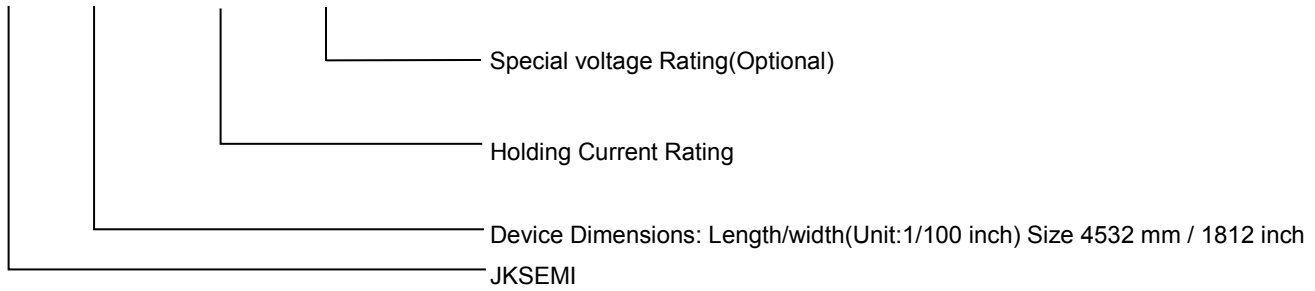 Special voltage Rating(Optional)
Holding Current Rating
Device Dimensions: Length/width(Unit:1/100 inch) Size 4532 mm / 1812 inch
JKSEMI